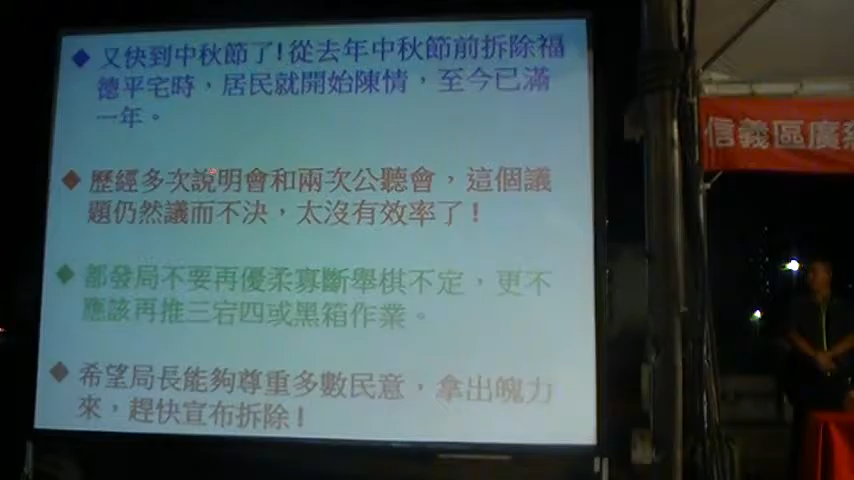 又快到中秋節了!從去年中秋節前拆除福
德平宅時，居民就開始陳情，至今已滿
一年。
歷經多次說明會和兩次公聽會，這個議
題仍然議而不決，太沒有效率了!
都發局不要再優柔寡斷舉棋不定，更不
應該再推三宕四或黑箱作業。
希望局長能夠尊重多數民意，拿出魄力
來，趕快宣布拆除!
信義區廣慈